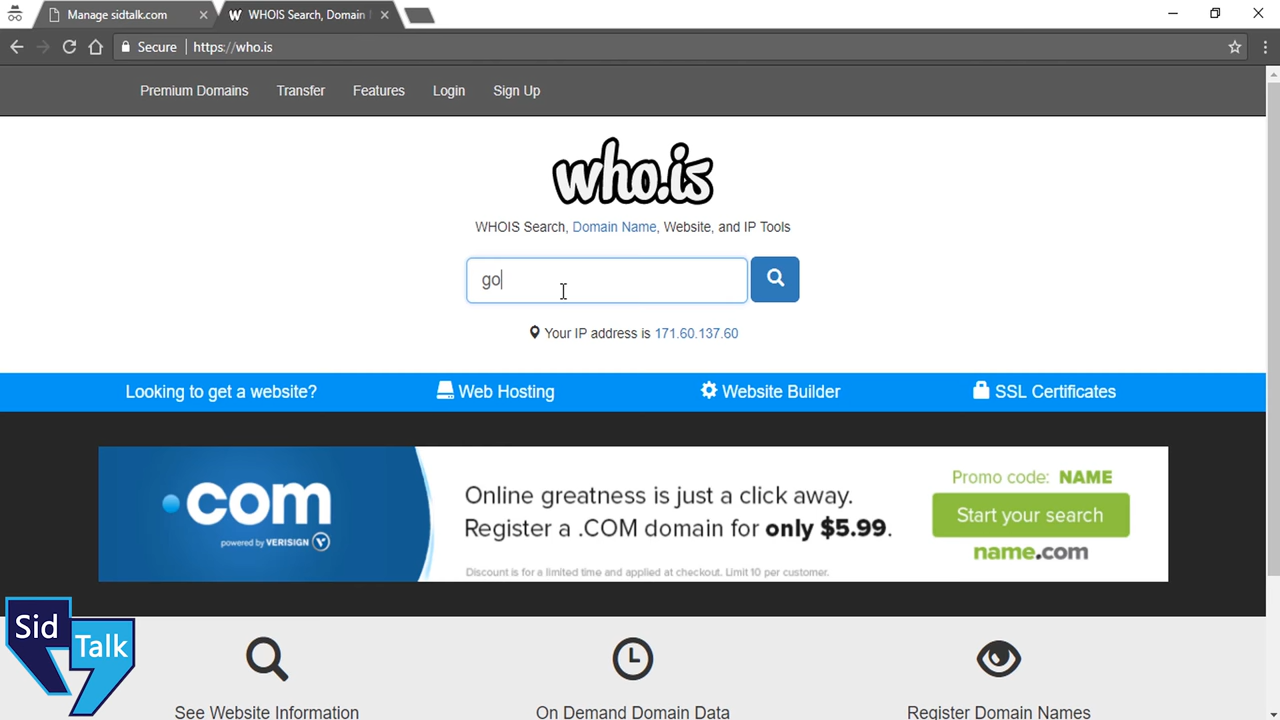 Manage sidtalk.com
WHOIS Search, Domain
Secure https://who.is
Premium Domains Transfer Features Login Sign Up
who.is
WHOIS Search, Domain Name, Website, and IP Tools
go
Your IP address is 171.60.137.60
Looking to get a website? Web Hosting Website Builder SSL Certificates
.com
powered by VERISIGN
Online greatness is just a click away.
Register a .COM domain for only $5.99.
Discount is for a limited time and applied at checkout. Limit 10 per customer.
Promo code: NAME
Start your search
name.com
Sid
Talk
See Website Information On Demand Domain Data Register Domain Names